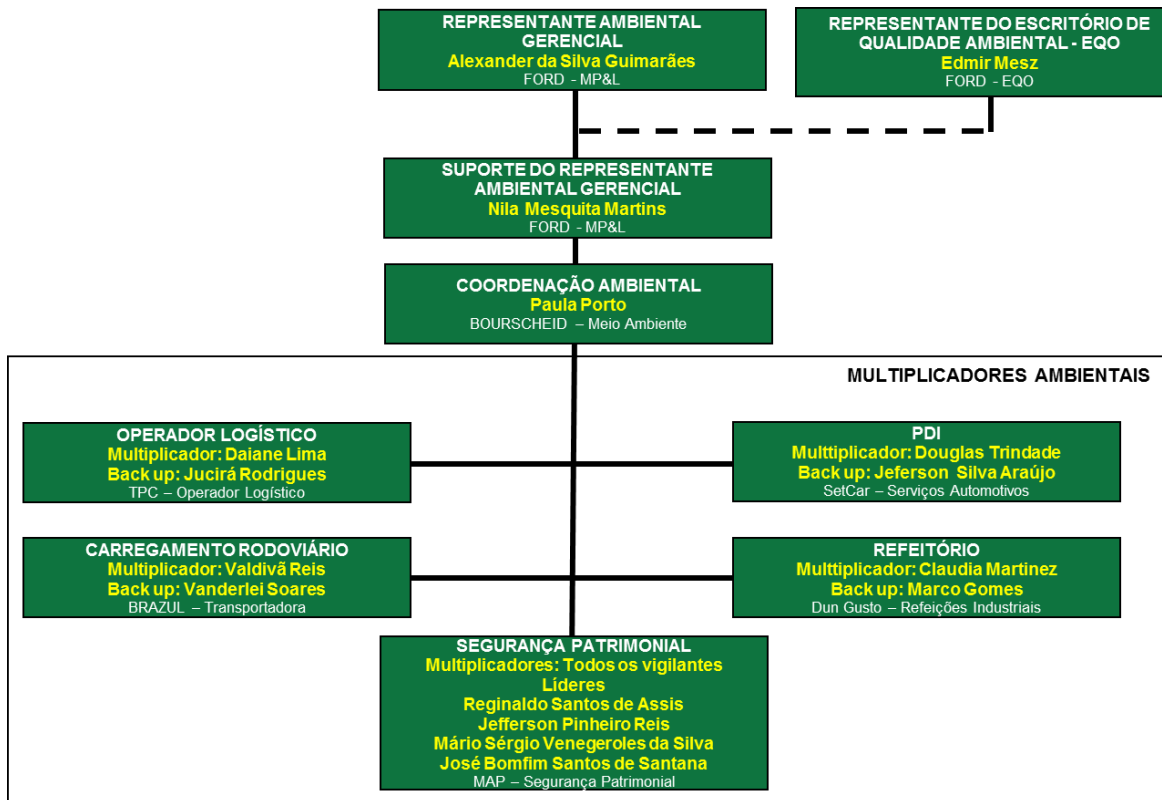 REPRESENTANTE AMBIENTAL
GERENCIAL
Alexander da Silva Guimarães
FORD - MP&L
REPRESENTANTE DO ESCRITÓRIO DE
QUALIDADE AMBIENTAL - EQO
Edmir Mesz
FORD - EQO
SUPORTE DO REPRESENTANTE
AMBIENTAL GERENCIAL
Nila Mesquita Martins
FORD - MP&L
COORDENAÇÃO AMBIENTAL
Paula Porto
BOURSCHEID – Meio Ambiente
MULTIPLICADORES AMBIENTAIS
OPERADOR LOGÍSTICO
Multiplicador: Daiane Lima
Back up: Jucirá Rodrigues
TPC – Operador Logístico
PDI
Multtiplicador: Douglas Trindade
Back up: Jeferson Silva Araújo
SetCar – Serviços Automotivos
CARREGAMENTO RODOVIÁRIO
Multiplicador: Valdivã Reis
Back up: Vanderlei Soares
BRAZUL – Transportadora
REFEITÓRIO
Multtiplicador: Claudia Martinez
Back up: Marco Gomes
Dun Gusto – Refeições Industriais
SEGURANÇA PATRIMONIAL
Multiplicadores: Todos os vigilantes
Líderes
Reginaldo Santos de Assis
Jefferson Pinheiro Reis
Mário Sérgio Venegeroles da Silva
José Bomfim Santos de Santana
MAP – Segurança Patrimonial